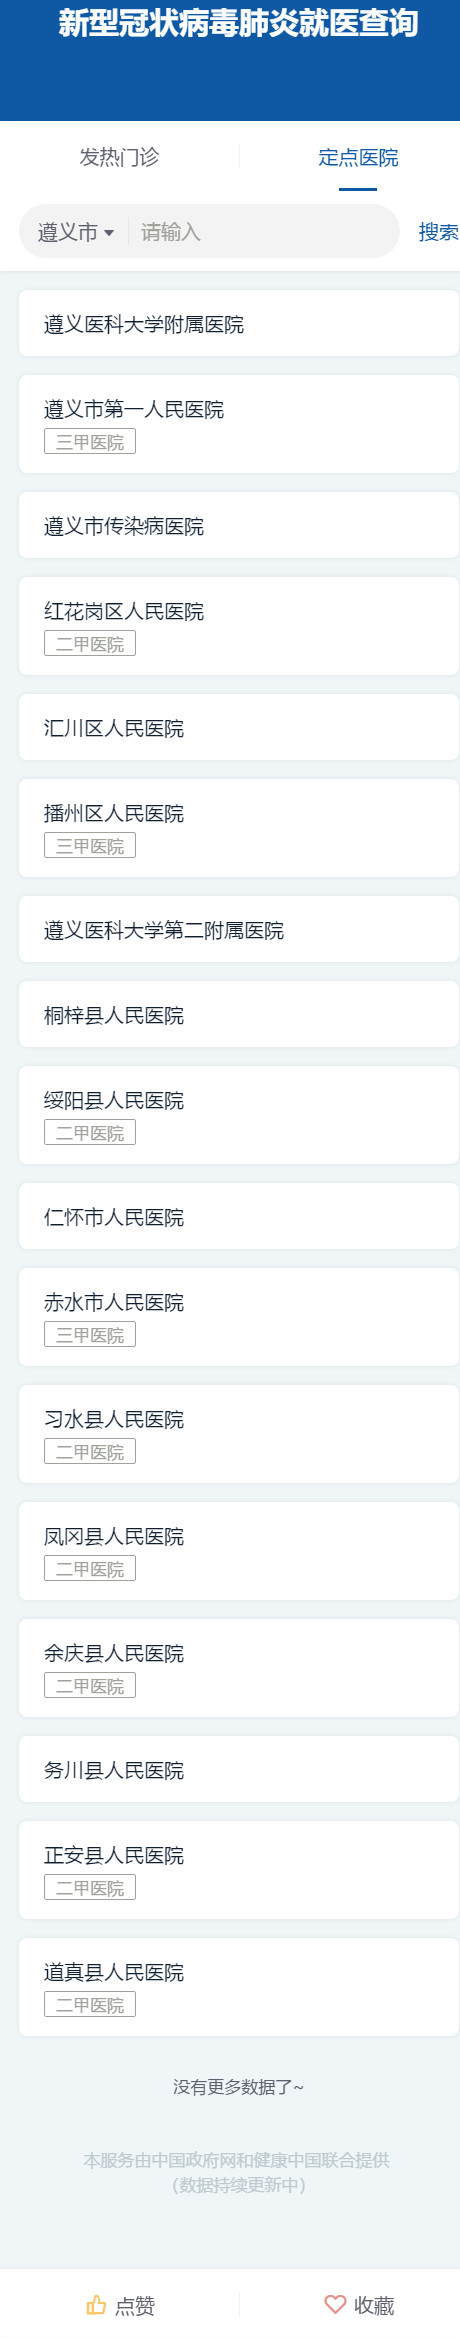 新型冠状病毒肺炎就医查询
发热门诊 定点医院
遵义市 请输入 搜索
遵义医科大学附属医院
遵义市第一人民医院
三甲医院
遵义市传染病医院
红花岗区人民医院
二甲医院
汇川区人民医院
播州区人民医院
三甲医院
遵义医科大学第二附属医院
桐梓县人民医院
绥阳县人民医院
二甲医院
仁怀市人民医院
赤水市人民医院
三甲医院
习水县人民医院
二甲医院
凤冈县人民医院
二甲医院
余庆县人民医院
二甲医院
务川县人民医院
正安县人民医院
二甲医院
道真县人民医院
二甲医院
没有更多数据了~
本服务由中国政府网和健康中国联合提供
（数据持续更新中）
点赞 收藏